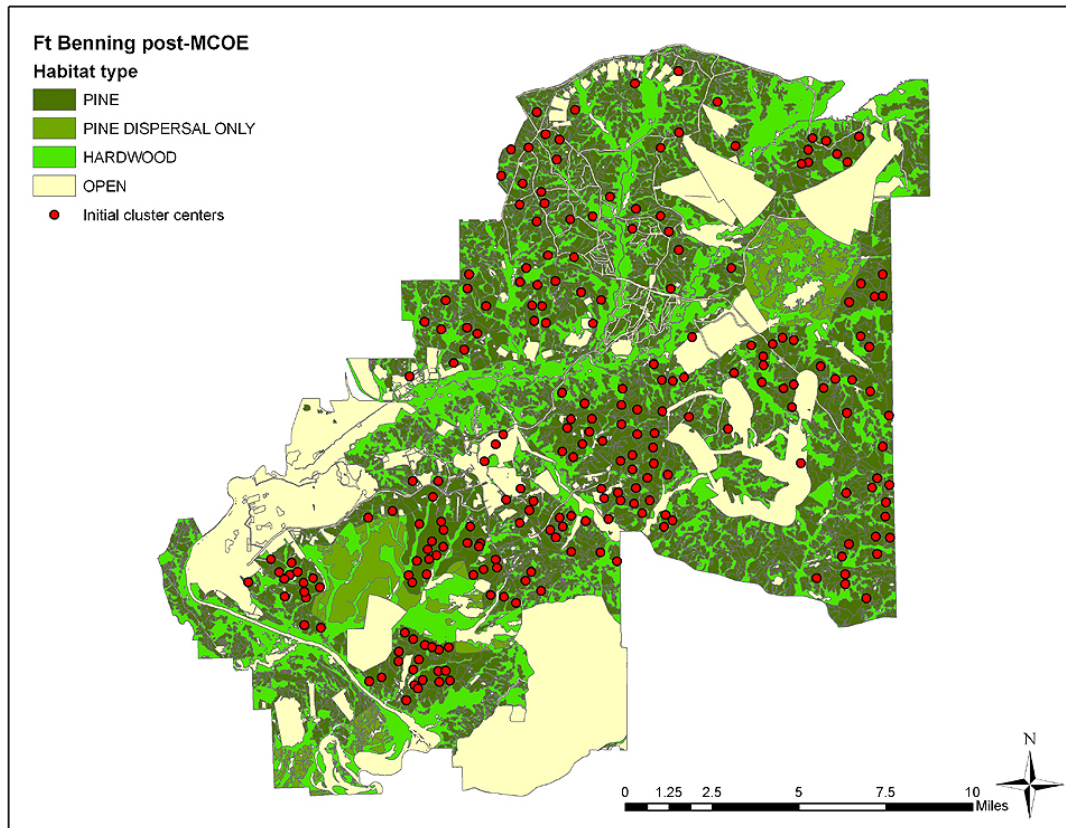 Ft Benning post-MCOE
Habitat type
PINE
PINE DISPERSAL ONLY
HARDWOOD
OPEN
Initial cluster centers
N
0 1.25 2.5 5 7.5 10
Miles